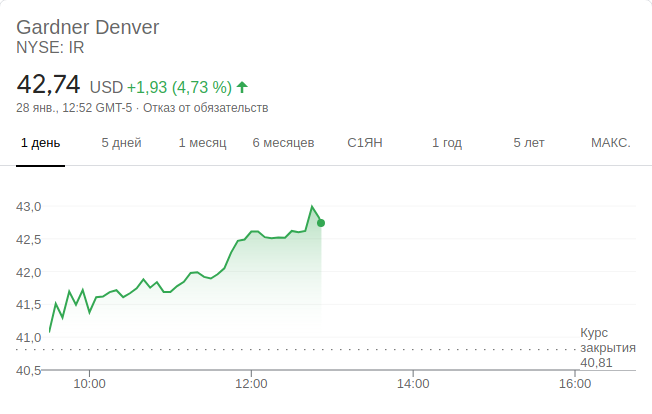 Gardner Denver
NYSE: IR
42,74 USD +1,93 (4,73 %)
28 янв., 12:52 GMT-5 · Отказ от обязательств
1 день 5 дней 1 месяц 6 месяцев С1ЯН 1 год 5 лет МАКС.
43,0
42,5
42,0
41,5
41,0
Курс
закрытия
40,81
40,5
10:00 12:00 14:00 16:00